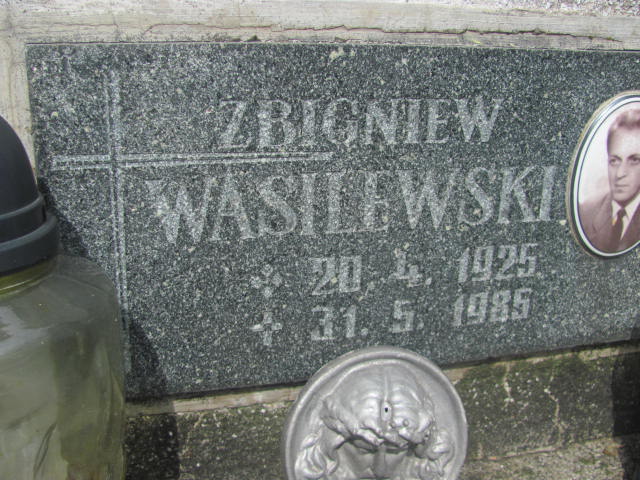 ZBIGNIEW
WASILEWSKI
* 20. 4. 1925
+ 31. 5. 1985